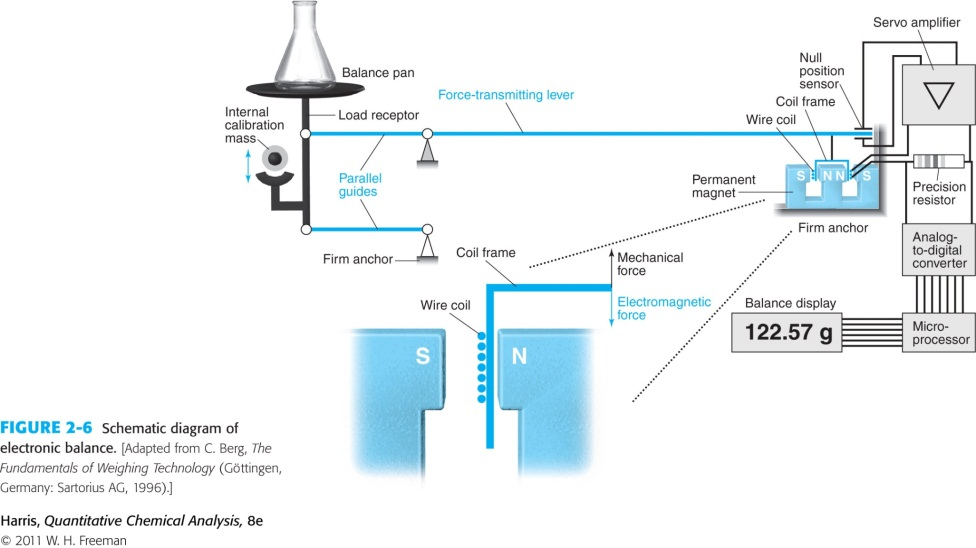 Servo amplifier
Null
position
sensor
Balance pan
Coil frame
Force-transmitting lever
Internal
calibration
mass
Load receptor
Wire coil
S N N S
Parallel
guides
Permanent
magnet
Precision
resistor
Firm anchor
Analog-
to-digital
converter
Firm anchor
Coil frame
Mechanical
force
Wire coil
Electromagnetic
force
Balance display
122.57 g
Micro-
processor
S N
FIGURE 2-6 Schematic diagram of
electronic balance. [Adapted from C. Berg, The
Fundamentals of Weighing Technology (Göttingen,
Germany: Sartorius AG, 1996).]
Harris, Quantitative Chemical Analysis, 8e
© 2011 W. H. Freeman